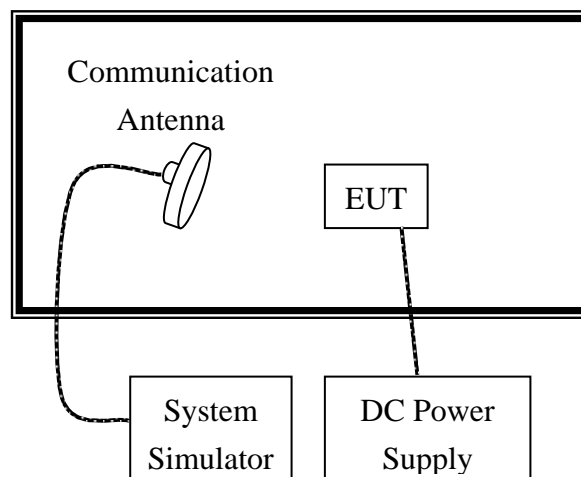 Communication
Antenna
EUT
System
Simulator
DC Power
Supply